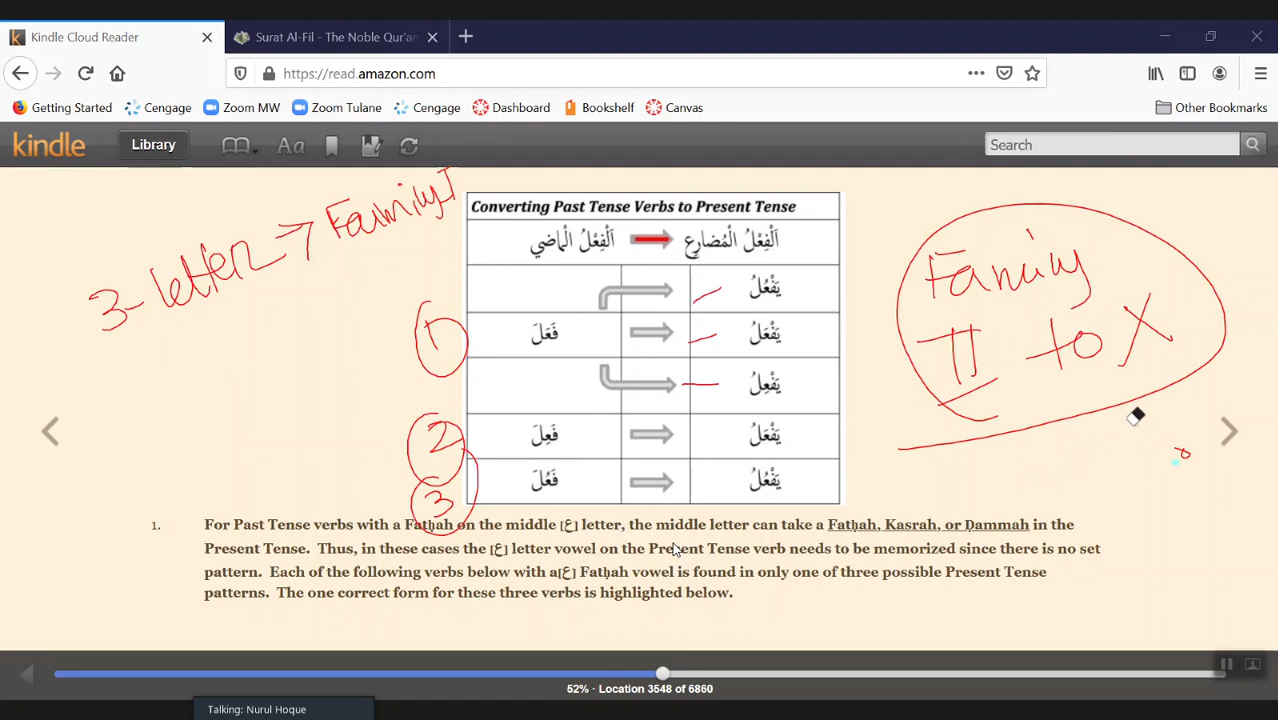 Kindle Cloud Reader
Surat Al-Fil - The Noble Qur'an
https://read.amazon.com
Getting Started
Cengage
Zoom MW
Zoom Tulane
Cengage
Dashboard
Bookshelf
Canvas
Other Bookmarks
kindle
Library
Aa
Search
3-letter → Family I
Converting Past Tense Verbs to Present Tense
اَلْفِعْلُ الْمَاضِي
اَلْفِعْلُ الْمُضارِع
يَفْعُلُ
1
فَعَلَ
يَفْعَلُ
يَفْعِلُ
2
فَعِلَ
يَفْعَلُ
3
فَعُلَ
يَفْعُلُ
Family
II to X
1. For Past Tense verbs with a Fatḥah on the middle [ع] letter, the middle letter can take a Fatḥah, Kasrah, or Ḍammah in the
Present Tense. Thus, in these cases the [ع] letter vowel on the Present Tense verb needs to be memorized since there is no set
pattern. Each of the following verbs below with a[ع] Fatḥah vowel is found in only one of three possible Present Tense
patterns. The one correct form for these three verbs is highlighted below.
52% · Location 3548 of 6860
Talking: Nurul Hoque